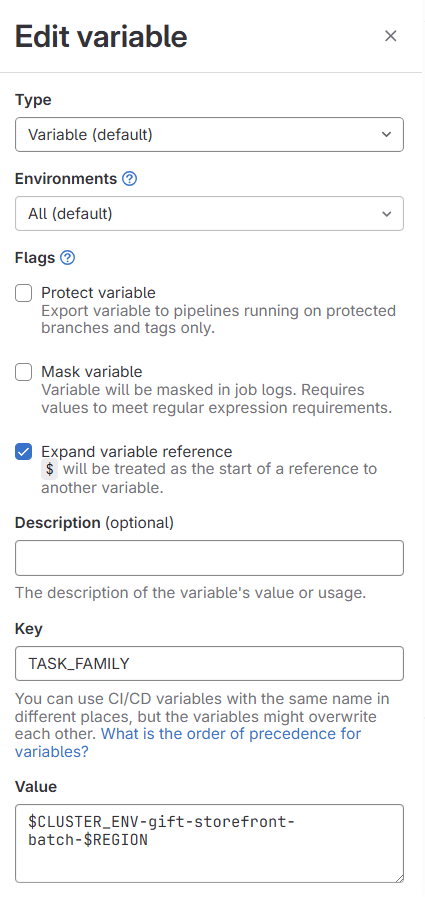 Edit variable
Type
Variable (default)
Environments
All (default)
Flags
Protect variable
Export variable to pipelines running on protected
branches and tags only.
Mask variable
Variable will be masked in job logs. Requires
values to meet regular expression requirements.
Expand variable reference
$ will be treated as the start of a reference to
another variable.
Description (optional)
The description of the variable's value or usage.
Key
TASK_FAMILY
You can use CI/CD variables with the same name in
different places, but the variables might overwrite
each other. What is the order of precedence for
variables?
Value
$CLUSTER_ENV-gift-storefront-
batch-$REGION